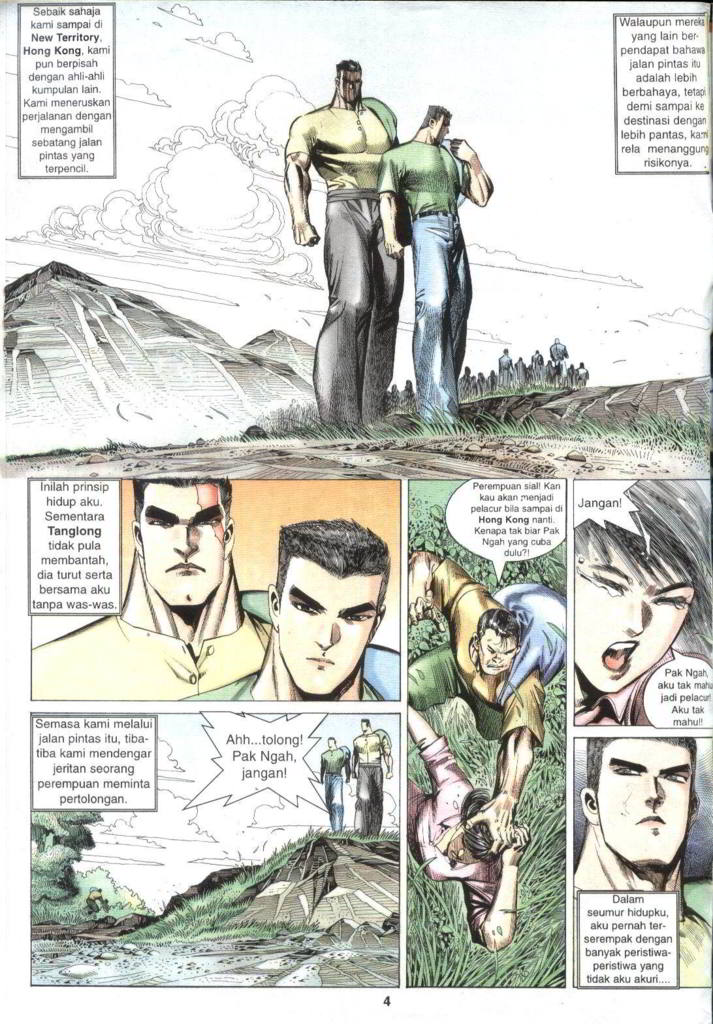 Sebaik sahaja
kami sampai di
New Territory,
Hong Kong, kami
pun berpisah
dengan ahli-ahli
kumpulan lain.
Kami meneruskan
perjalanan dengan
mengambil
sebatang jalan
pintas yang
terpencil.
Walaupun mereka
yang lain ber-
pendapat bahawa
jalan pintas itu
adalah lebih
berbahaya, tetapi
demi sampai ke
destinasi dengan
lebih pantas, kami
rela menanggung
risikonya.
Inilah prinsip
hidup aku.
Sementara
Tanglong
tidak pula
membantah,
dia turut serta
bersama aku
tanpa was-was.
Semasa kami melalui
jalan pintas itu, tiba-
tiba kami mendengar
jeritan seorang
perempuan meminta
pertolongan.
Ahh...tolong!
Pak Ngah,
jangan!
Perempuan sial! Kan
kau akan menjadi
pelacur bila sampai di
Hong Kong nanti.
Kenapa tak biar Pak
Ngah yang cuba
dulu?!
Jangan!
Pak Ngah,
aku tak mahu
jadi pelacur!
Aku tak
mahu!!
Dalam
seumur hidupku,
aku pernah ter-
serempak dengan
banyak peristiwa-
peristiwa yang
tidak aku akuri....
4